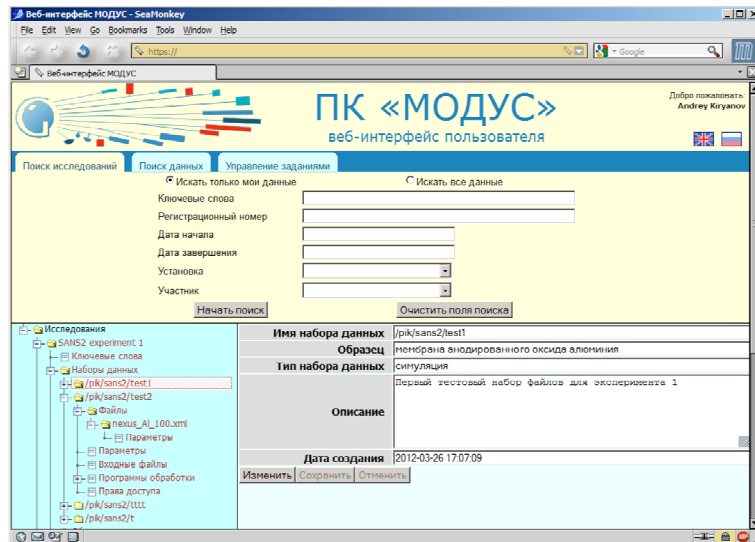 Веб-интерфейс МОДУС - SeaMonkey
File Edit View Go Bookmarks Tools Window Help
https:// Google
Веб-интерфейс МОДУС
ПК «МОДУС»
веб-интерфейс пользователя
Добро пожаловать
Andrey Kiryanov
Поиск исследований Поиск данных Управление заданиями
Искать только мои данные Искать все данные
Ключевые слова
Регистрационный номер
Дата начала
Дата завершения
Установка
Участник
Начать поиск Очистить поля поиска
Исследования
SANS2 experiment 1
Ключевые слова
Наборы данных
/pik/sans2/test1
/pik/sans2/test2
Файлы
nexus_Al_100.xml
Параметры
Параметры
Входные файлы
Программы обработки
Права доступа
/pik/sans2/tttt
/pik/sans2/t
Имя набора данных /pik/sans2/test1
Образец мембрана анодированного оксида алюминия
Тип набора данных симуляция
Описание Первый тестовый набор файлов для эксперимента 1
Дата создания 2012-03-26 17:07:09
Изменить Сохранить Отменить